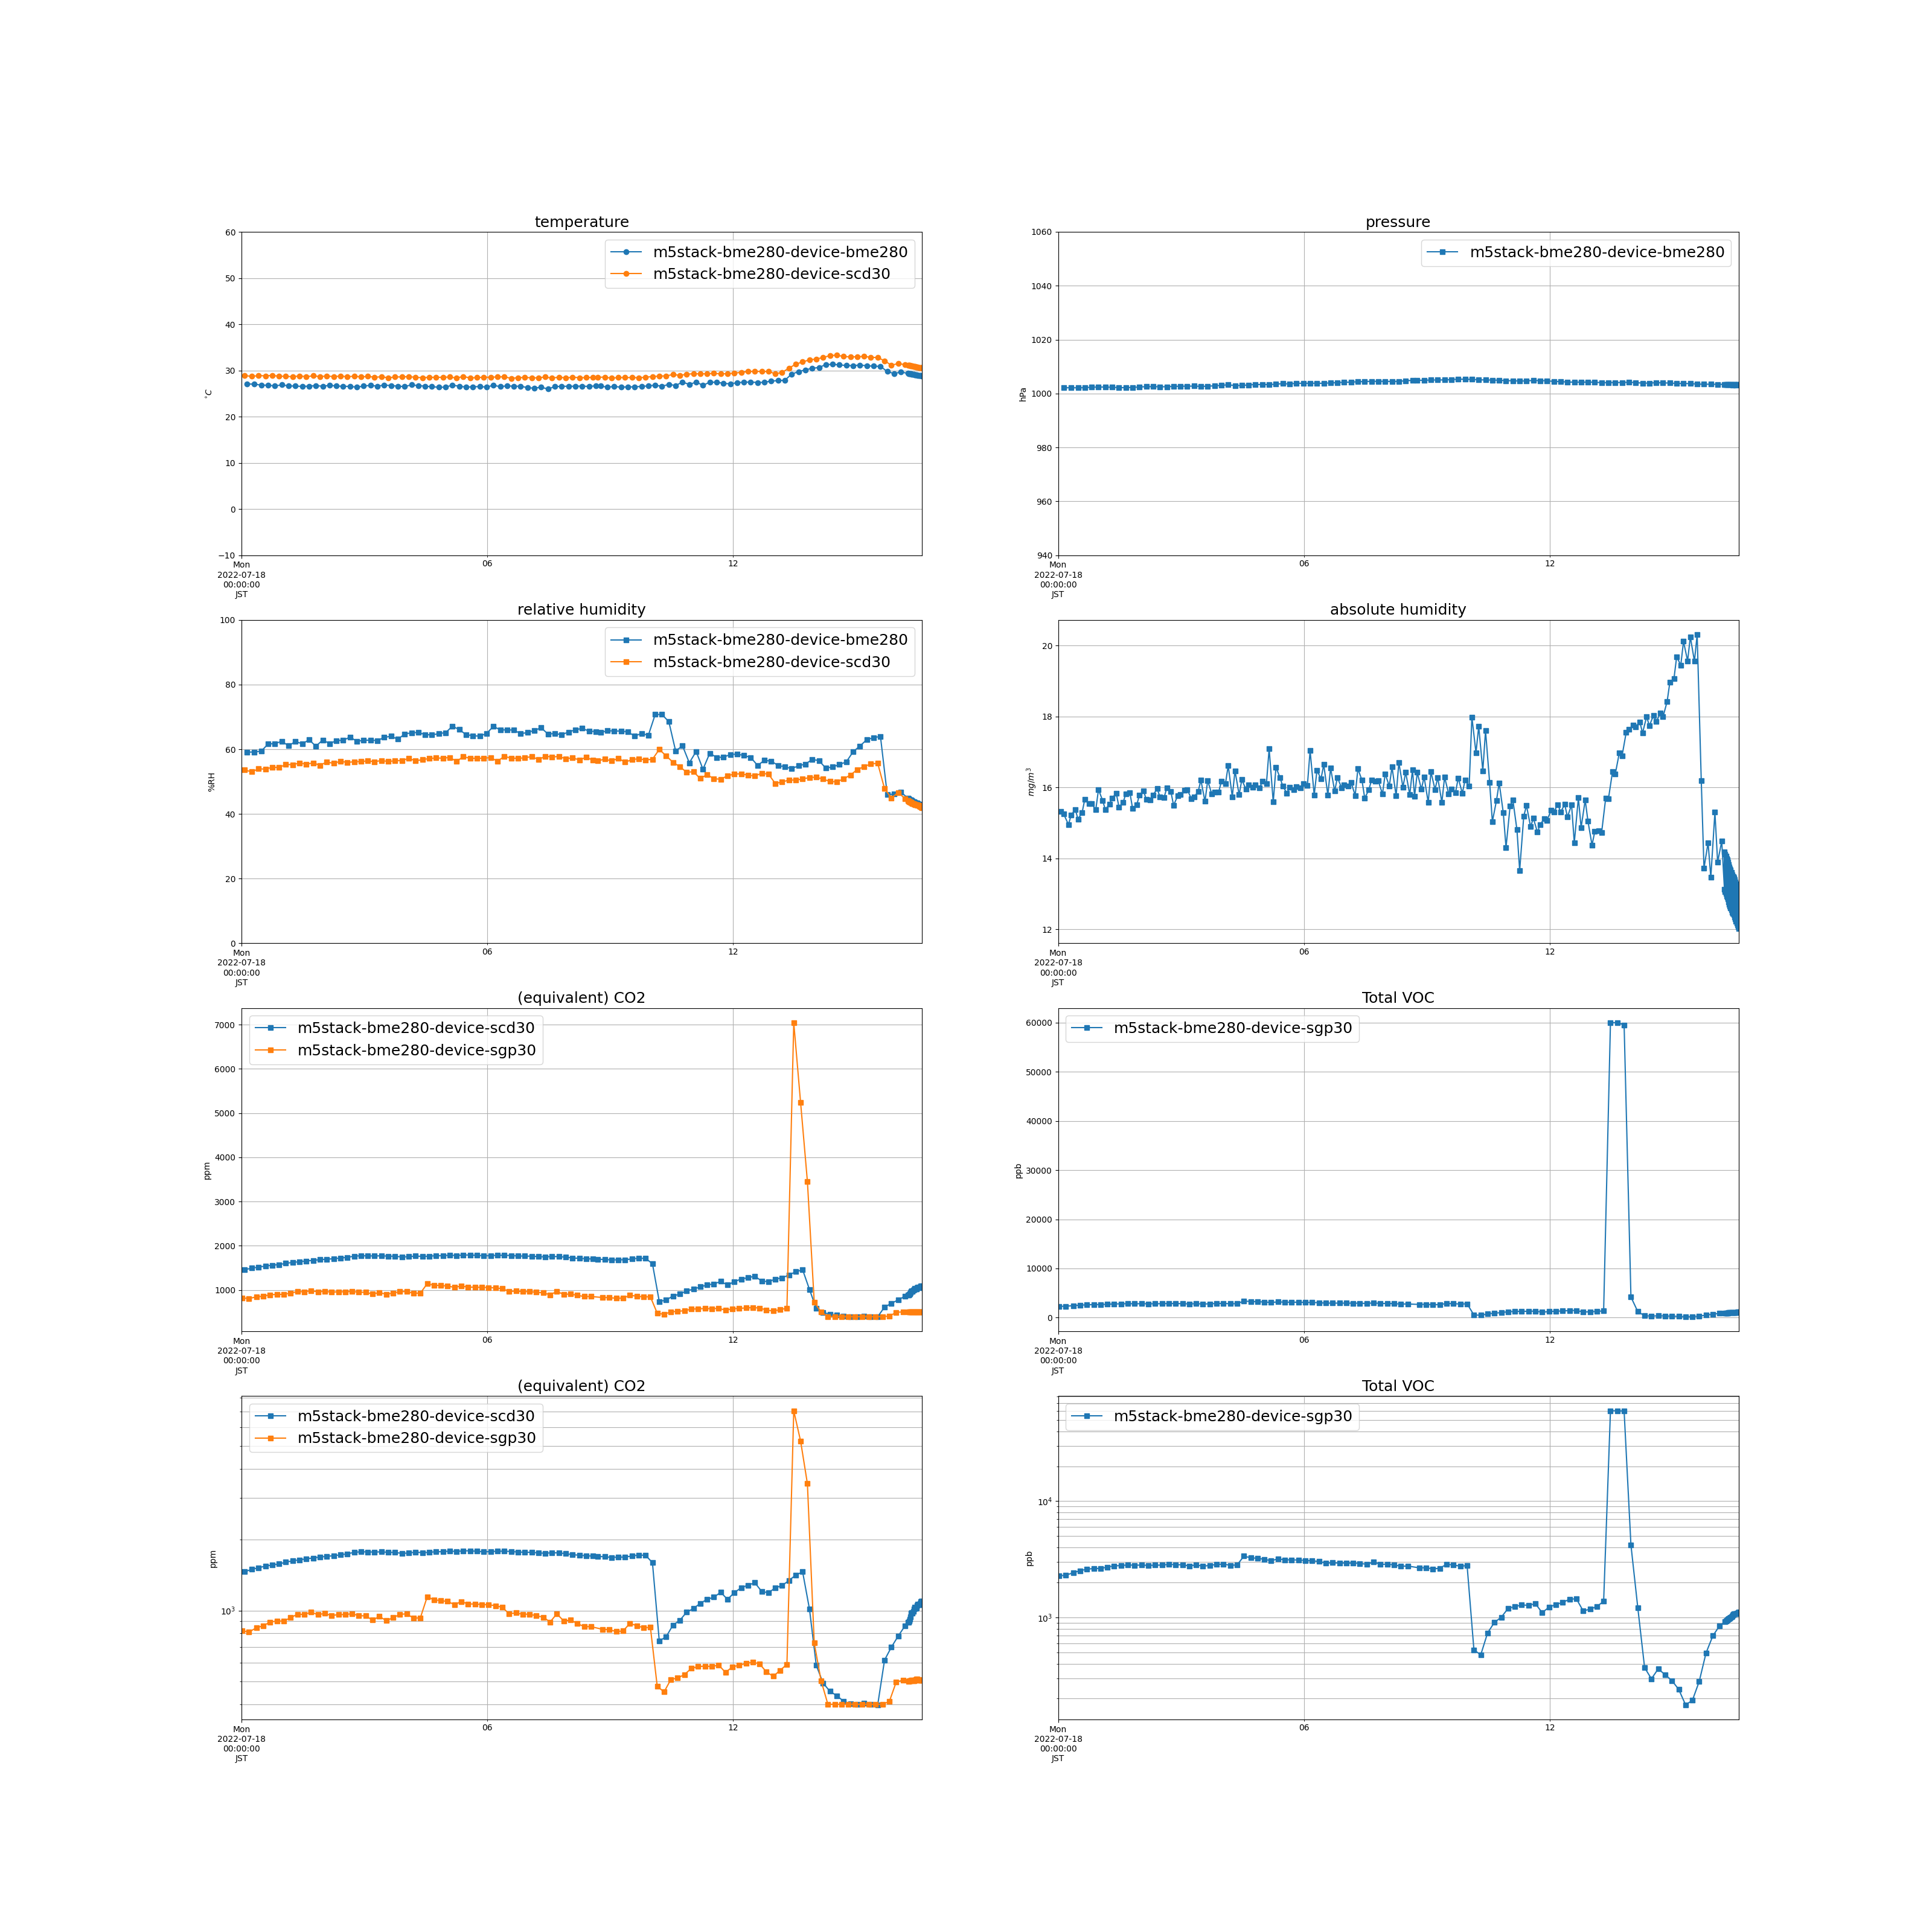 temperature
60
50
40
30
20
10
0
−10
°C
m5stack-bme280-device-bme280
m5stack-bme280-device-scd30
Mon
2022-07-18
00:00:00
JST
06
12
pressure
1060
1040
1020
1000
980
960
940
hPa
m5stack-bme280-device-bme280
Mon
2022-07-18
00:00:00
JST
06
12
relative humidity
100
80
60
40
20
0
%RH
m5stack-bme280-device-bme280
m5stack-bme280-device-scd30
Mon
2022-07-18
00:00:00
JST
06
12
absolute humidity
20
18
16
14
12
mg/m³
Mon
2022-07-18
00:00:00
JST
06
12
(equivalent) CO2
7000
6000
5000
4000
3000
2000
1000
ppm
m5stack-bme280-device-scd30
m5stack-bme280-device-sgp30
Mon
2022-07-18
00:00:00
JST
06
12
Total VOC
60000
50000
40000
30000
20000
10000
0
ppb
m5stack-bme280-device-sgp30
Mon
2022-07-18
00:00:00
JST
06
12
(equivalent) CO2
10³
ppm
m5stack-bme280-device-scd30
m5stack-bme280-device-sgp30
Mon
2022-07-18
00:00:00
JST
06
12
Total VOC
10⁴
10³
ppb
m5stack-bme280-device-sgp30
Mon
2022-07-18
00:00:00
JST
06
12